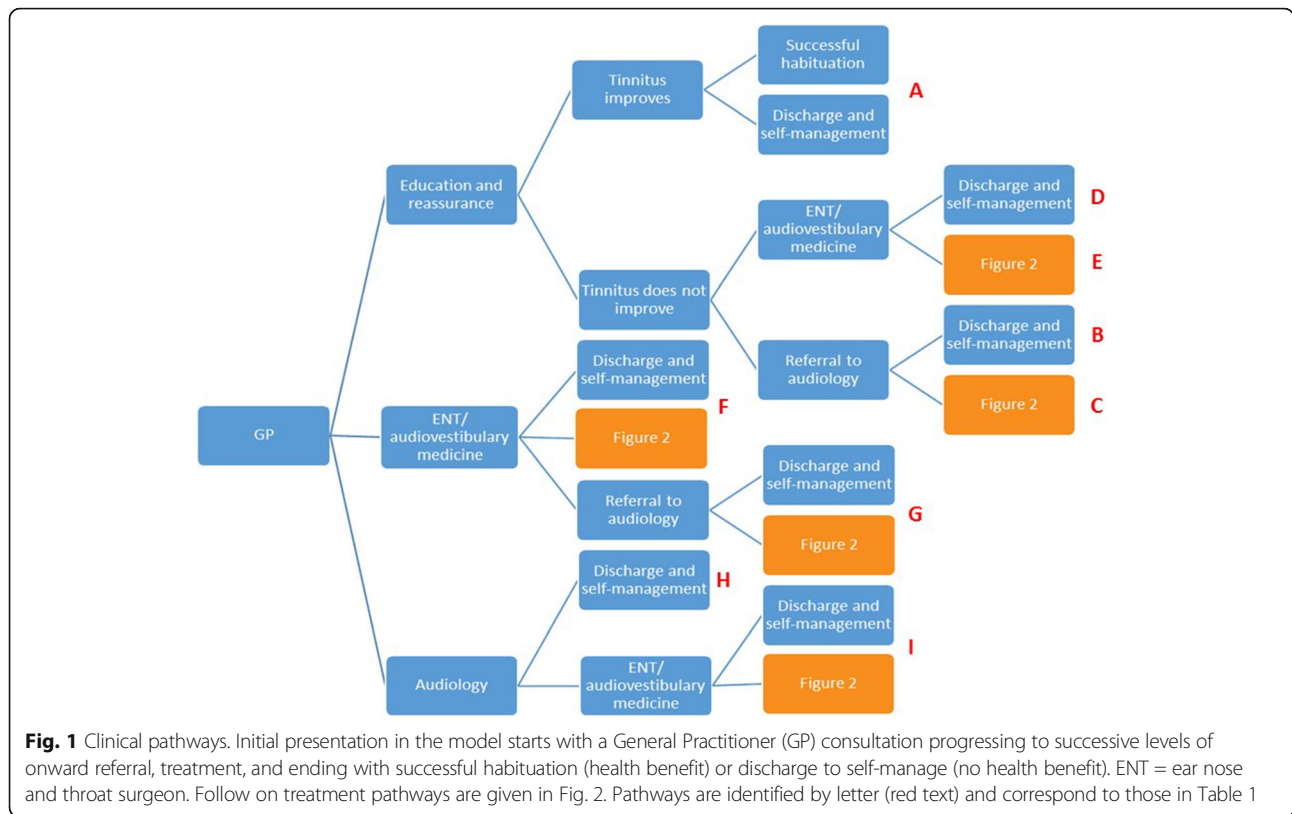 Successful
habituation
Tinnitus
improves
A
Discharge and
self-management
Education and
reassurance
Discharge and
self-management
D
ENT/
audiovestibulary
medicine
Figure 2
E
Tinnitus does not
improve
Discharge and
self-management
B
Referral to
audiology
Figure 2
C
Discharge and
self-management
F
GP
ENT/
audiovestibulary
medicine
Figure 2
Discharge and
self-management
Referral to
audiology
G
Figure 2
Discharge and
self-management
H
Discharge and
self-management
I
Audiology
ENT/
audiovestibulary
medicine
Figure 2
Fig. 1 Clinical pathways. Initial presentation in the model starts with a General Practitioner (GP) consultation progressing to successive levels of
onward referral, treatment, and ending with successful habituation (health benefit) or discharge to self-manage (no health benefit). ENT = ear nose
and throat surgeon. Follow on treatment pathways are given in Fig. 2. Pathways are identified by letter (red text) and correspond to those in Table 1